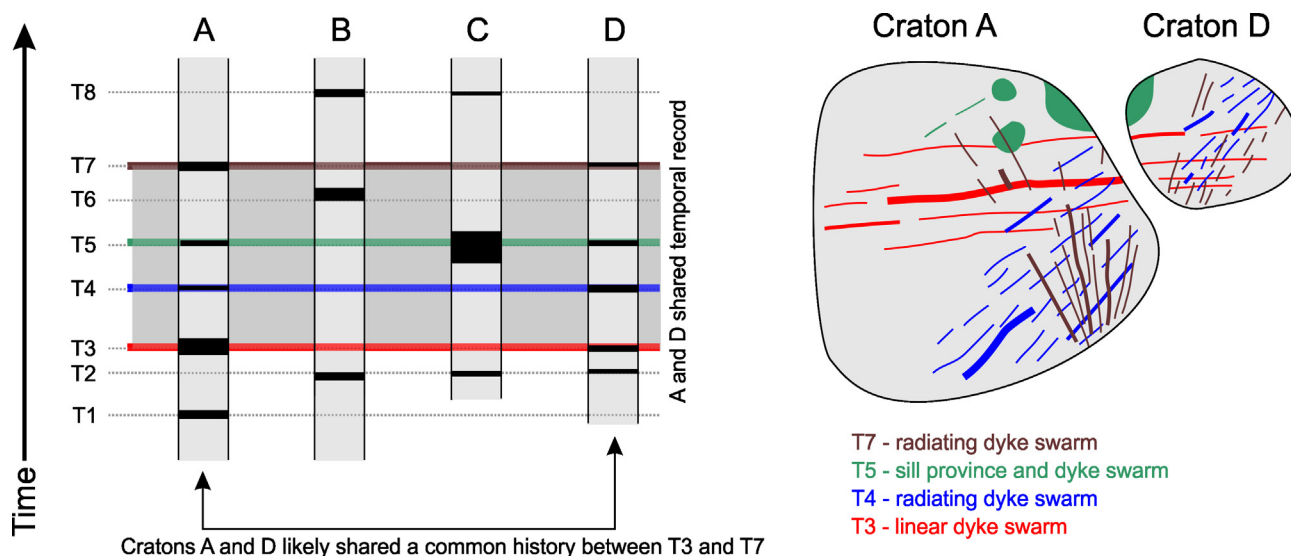 A B C D
T8
T7
T6
T5
T4
T3
T2
T1
Time
A and D shared temporal record
Cratons A and D likely shared a common history between T3 and T7
Craton A
Craton D
T7 - radiating dyke swarm
T5 - sill province and dyke swarm
T4 - radiating dyke swarm
T3 - linear dyke swarm